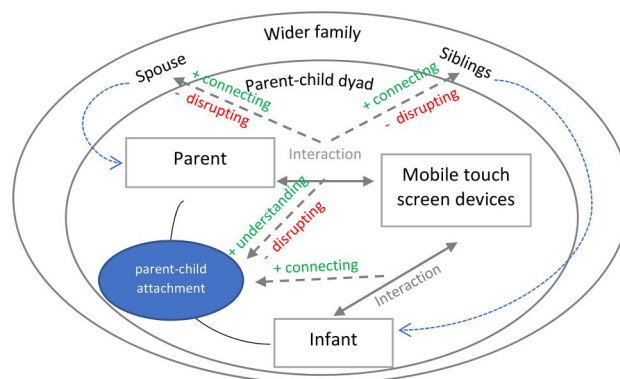 Wider family
Spouse
Siblings
Parent-child dyad
+ connecting
- disrupting
+ connecting
- disrupting
Parent
Interaction
Mobile touch
screen devices
+ understanding
- disrupting
parent-child
attachment
+ connecting
Interaction
Infant